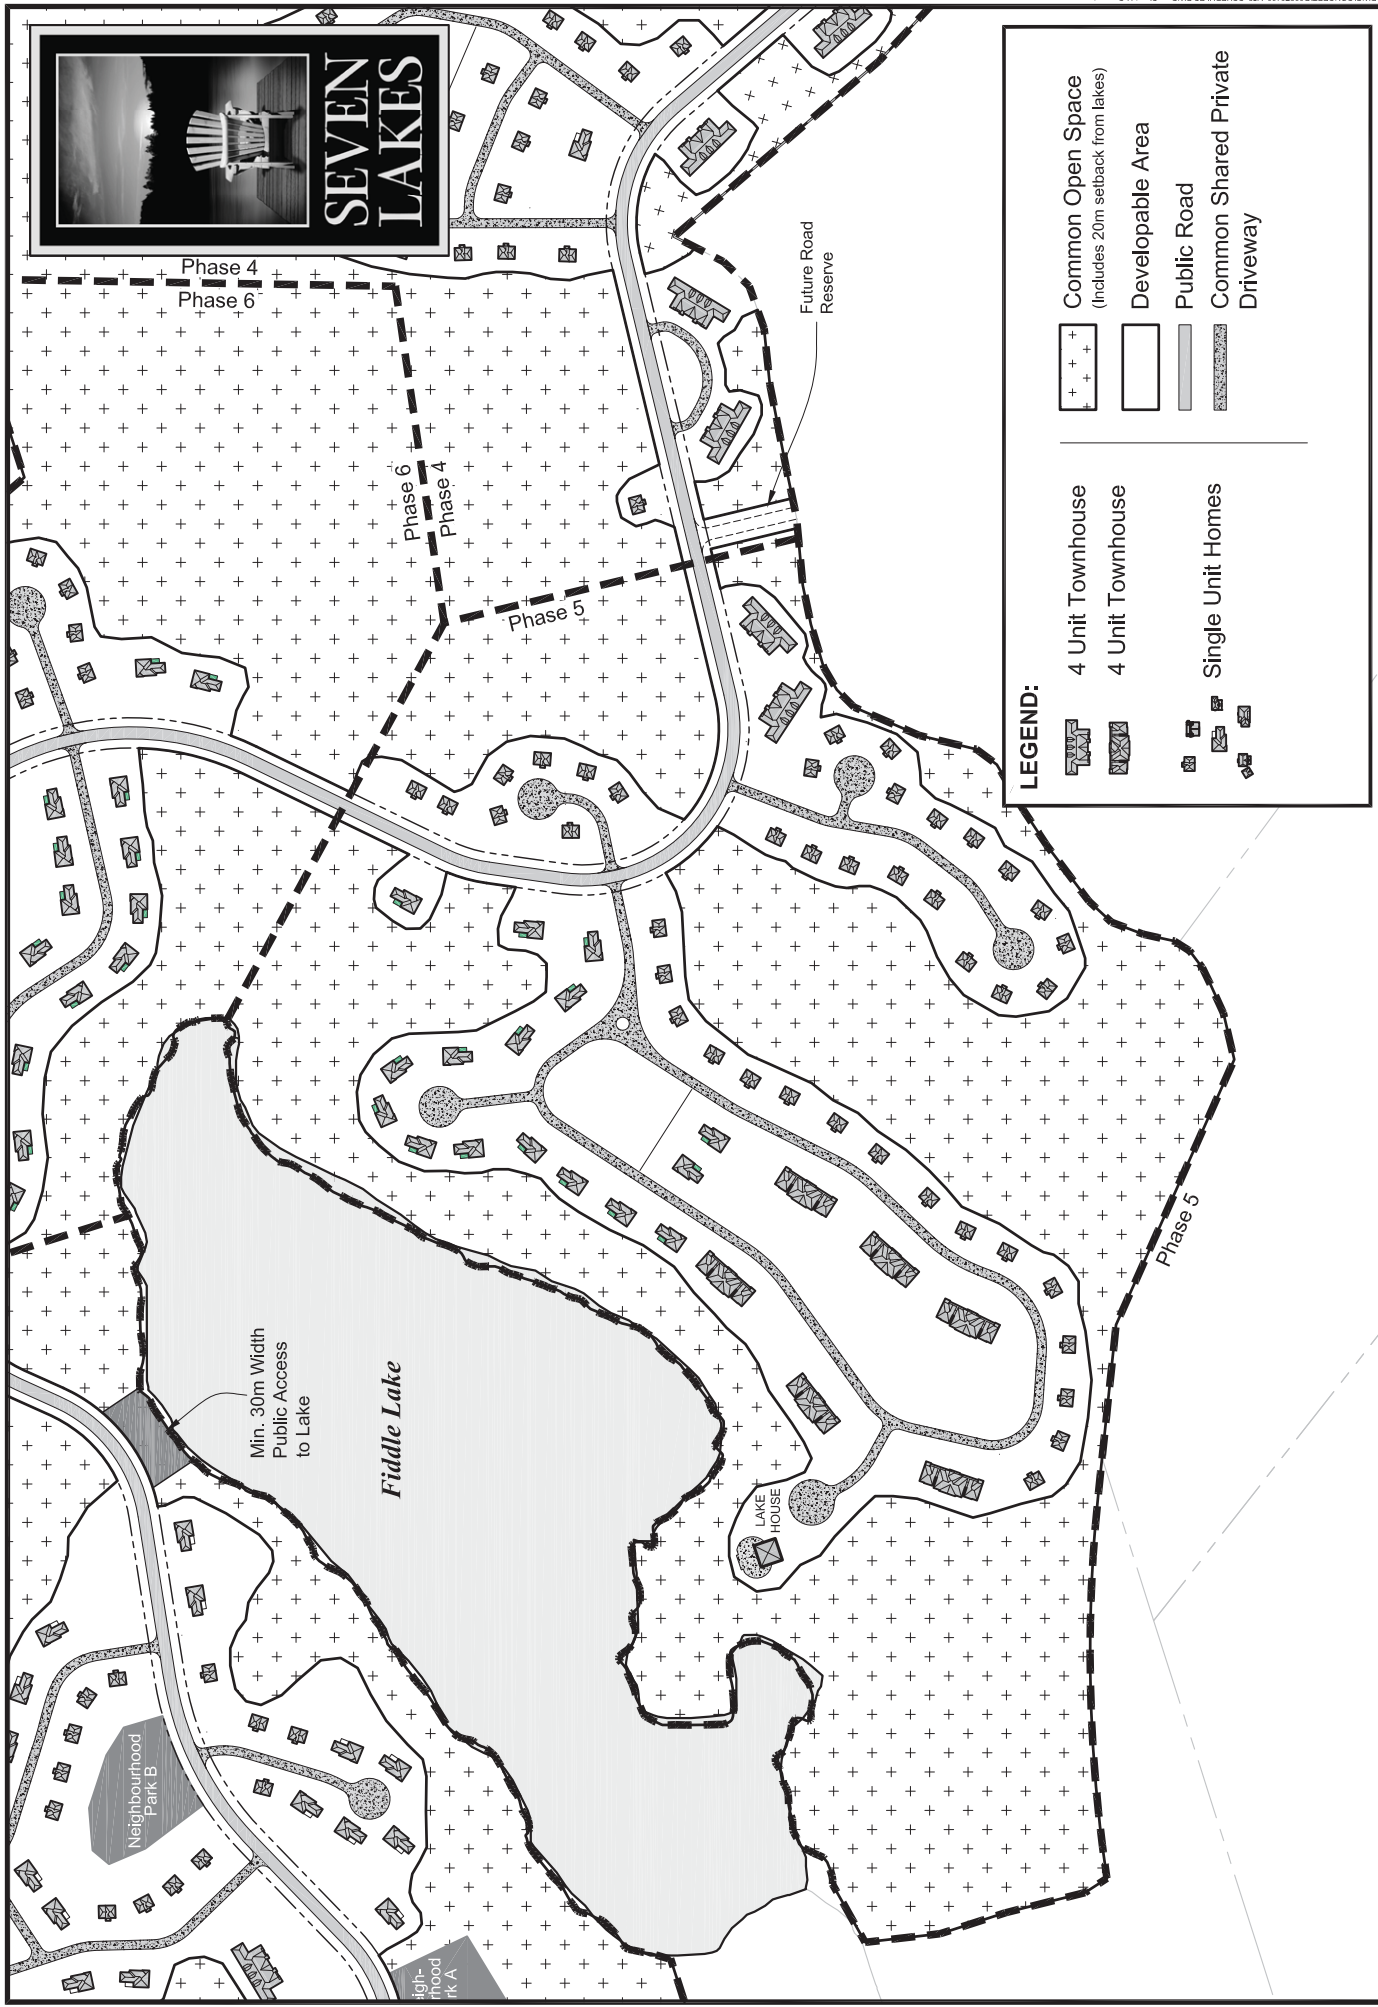 SEVEN
LAKES
Phase 4
Phase 6
Phase 6
Phase 4
Phase 5
Future Road
Reserve
Min. 30m Width
Public Access
to Lake
Fiddle Lake
LAKE
HOUSE
Phase 5
Neighbourhood
Park B
LEGEND:
4 Unit Townhouse
4 Unit Townhouse
Single Unit Homes
Common Open Space
(Includes 20m setback from lakes)
Developable Area
Public Road
Common Shared Private
Driveway